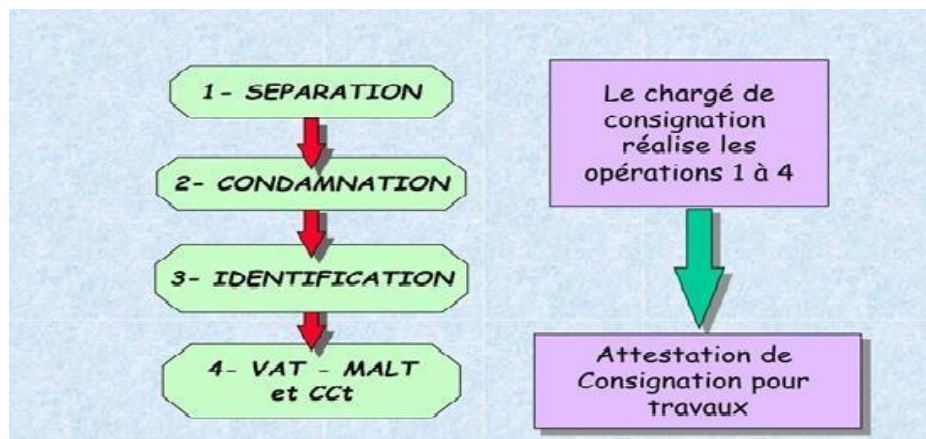 1- SEPARATION
2- CONDAMNATION
3- IDENTIFICATION
4- VAT - MALT
et CCt
Le chargé de
consignation
réalise les
opérations 1 à 4
Attestation de
Consignation pour
travaux